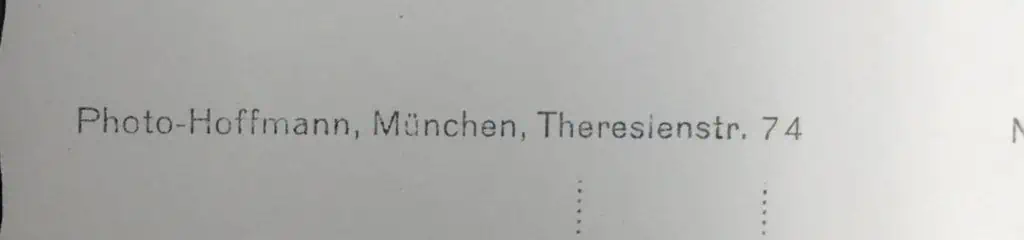 Photo-Hoffmann, München, Theresienstr. 74